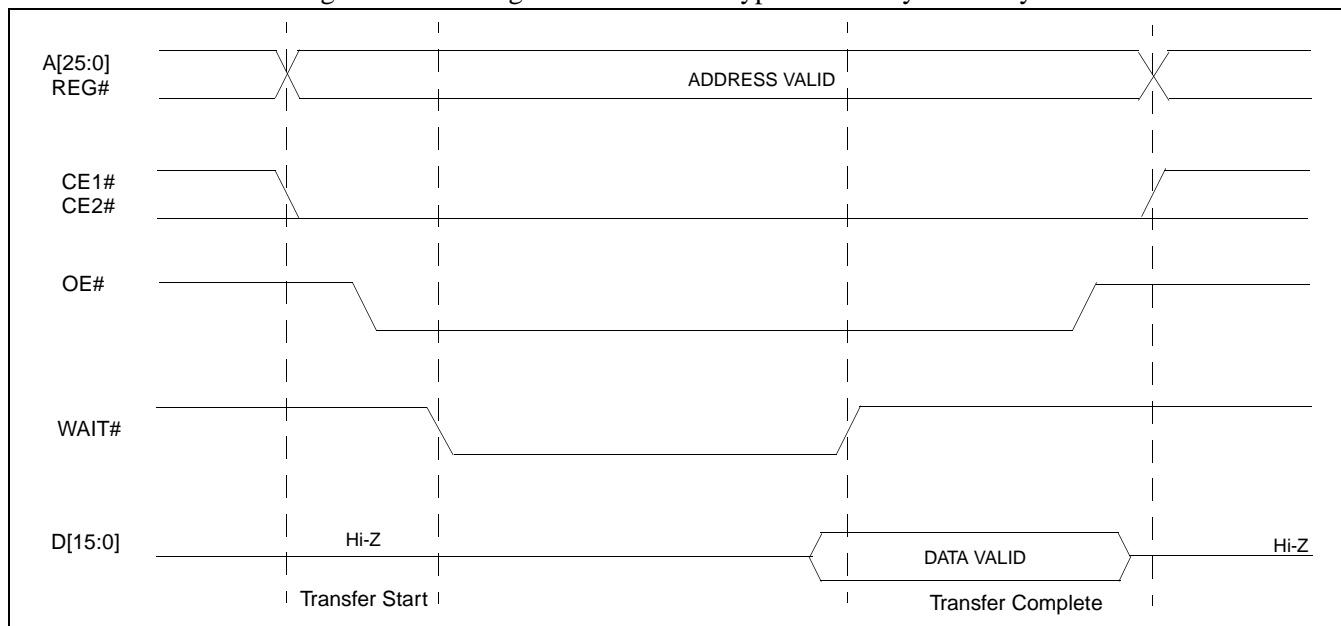 A[25:0]
REG#
ADDRESS VALID
CE1#
CE2#
OE#
WAIT#
D[15:0]
Hi-Z
DATA VALID
Hi-Z
Transfer Start
Transfer Complete